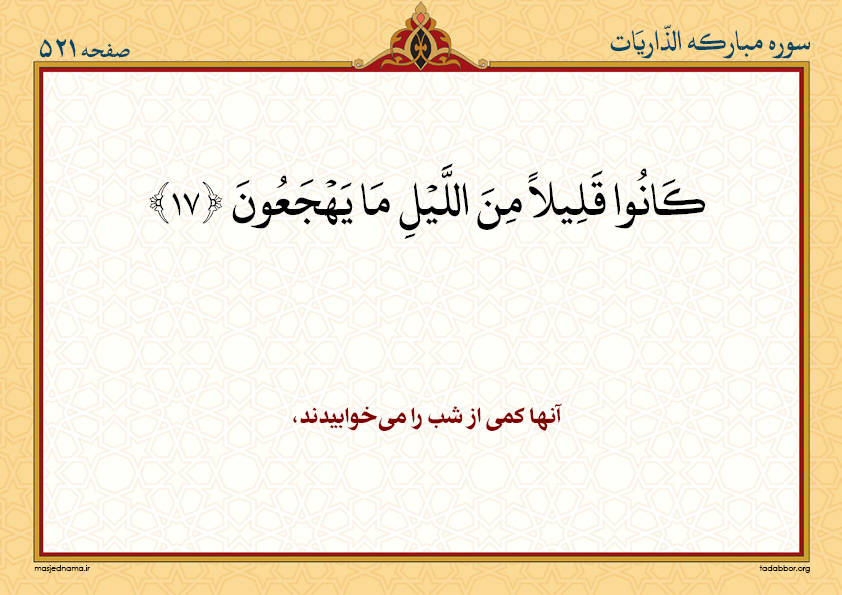 سوره مبارکه الذّاریَات
صفحه ۵۲۱
كَانُوا قَلِيلاً مِنَ اللَّيْلِ مَا يَهْجَعُونَ ﴿۱۷﴾
آنها کمی از شب را می‌خوابیدند،
masjednama.ir
tadabbor.org